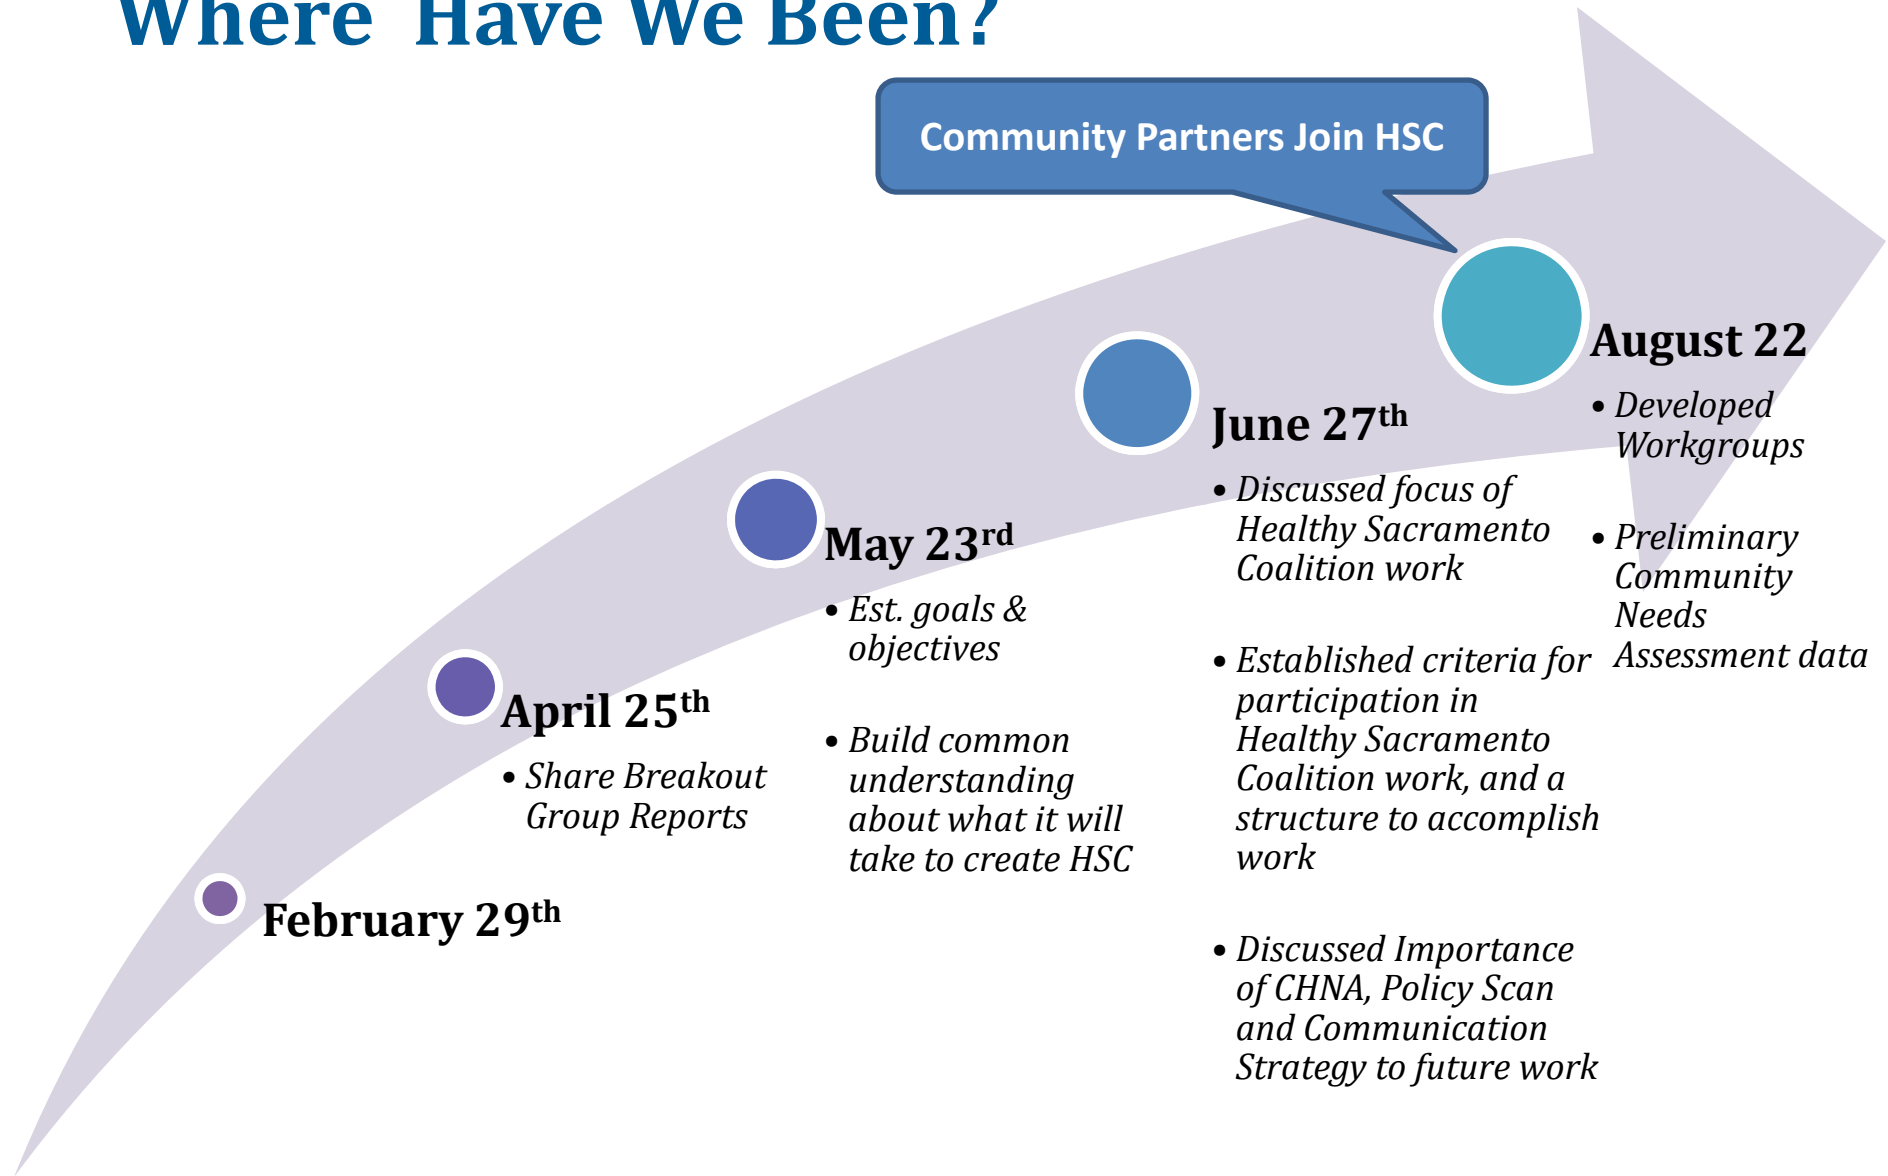 Where Have We Been?
Community Partners Join HSC
February 29th
April 25th
• Share Breakout
Group Reports
May 23rd
• Est. goals &
objectives
• Build common
understanding
about what it will
take to create HSC
June 27th
• Discussed focus of
Healthy Sacramento
Coalition work
• Established criteria for
participation in
Healthy Sacramento
Coalition work, and a
structure to accomplish
work
• Discussed Importance
of CHNA, Policy Scan
and Communication
Strategy to future work
August 22
• Developed
Workgroups
• Preliminary
Community
Needs
Assessment data